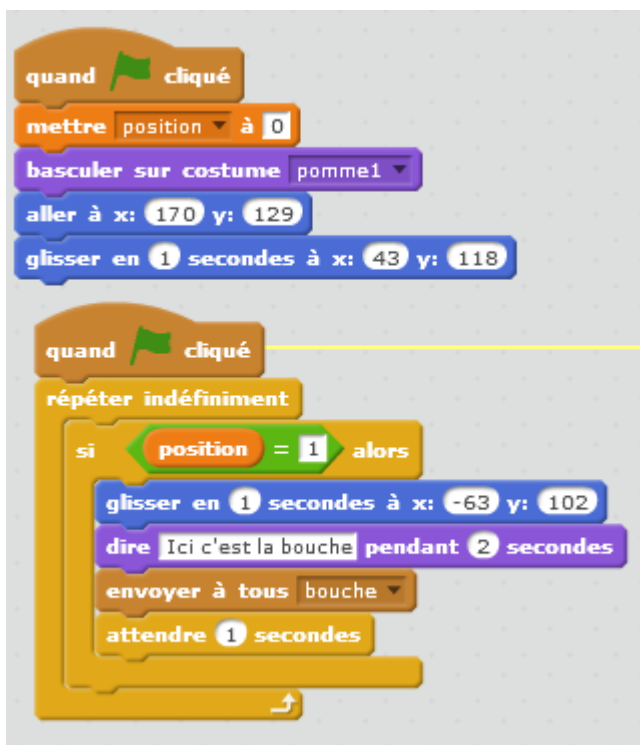 quand cliqué
mettre position à 0
basculer sur costume pomme1
aller à x: 170 y: 129
glisser en 1 secondes à x: 43 y: 118
quand cliqué
répéter indéfiniment
si position = 1 alors
glisser en 1 secondes à x: -63 y: 102
dire Ici c'est la bouche pendant 2 secondes
envoyer à tous bouche
attendre 1 secondes